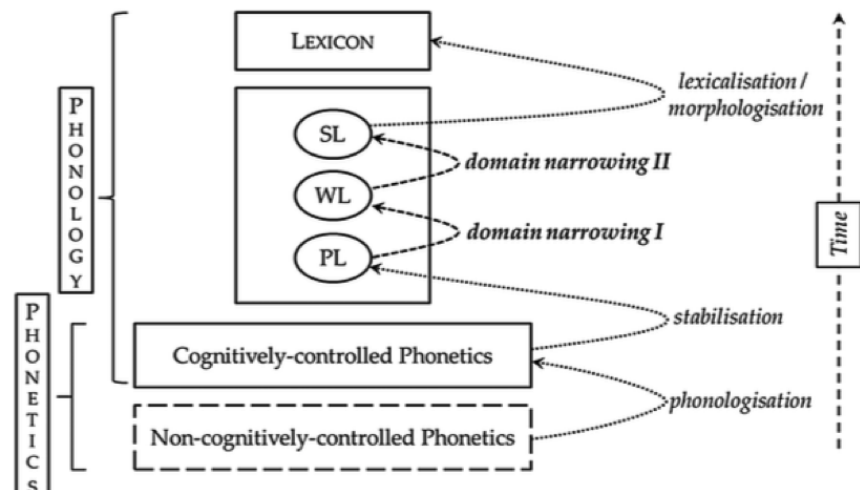 LEXICON
lexicalisation /
morphologisation
SL
domain narrowing II
WL
domain narrowing I
PL
stabilisation
Cognitively-controlled Phonetics
phonologisation
Non-cognitively-controlled Phonetics
PHONOLOGY
PHONETICS
Time